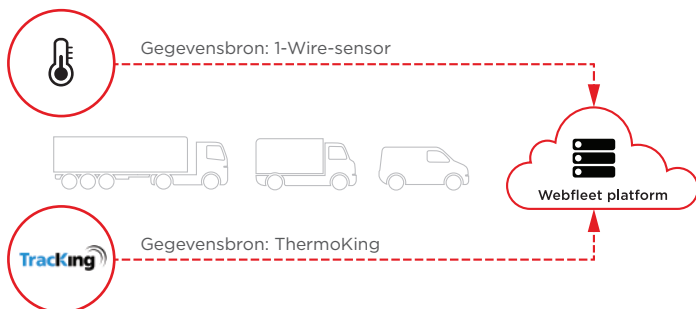 Gegevensbron: 1-Wire-sensor
Webfleet platform
TracKing
Gegevensbron: ThermoKing